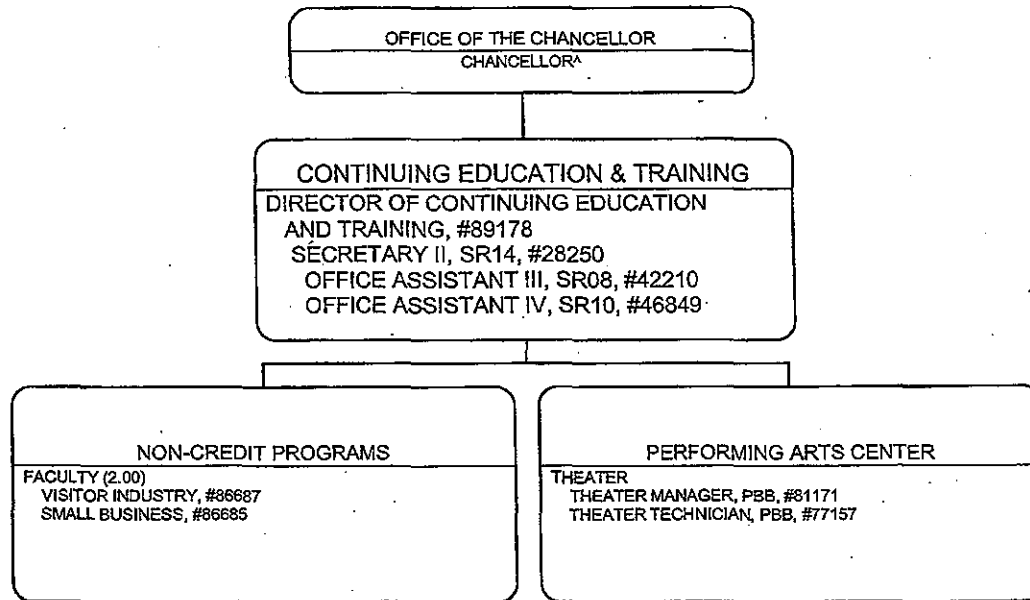 OFFICE OF THE CHANCELLOR
CHANCELLOR^
CONTINUING EDUCATION & TRAINING
DIRECTOR OF CONTINUING EDUCATION
AND TRAINING, #89178
SECRETARY II, SR14, #28250
OFFICE ASSISTANT III, SR08, #42210
OFFICE ASSISTANT IV, SR10, #46849
NON-CREDIT PROGRAMS
FACULTY (2.00)
VISITOR INDUSTRY, #86687
SMALL BUSINESS, #86685
PERFORMING ARTS CENTER
THEATER
THEATER MANAGER, PBB, #81171
THEATER TECHNICIAN, PBB, #77157